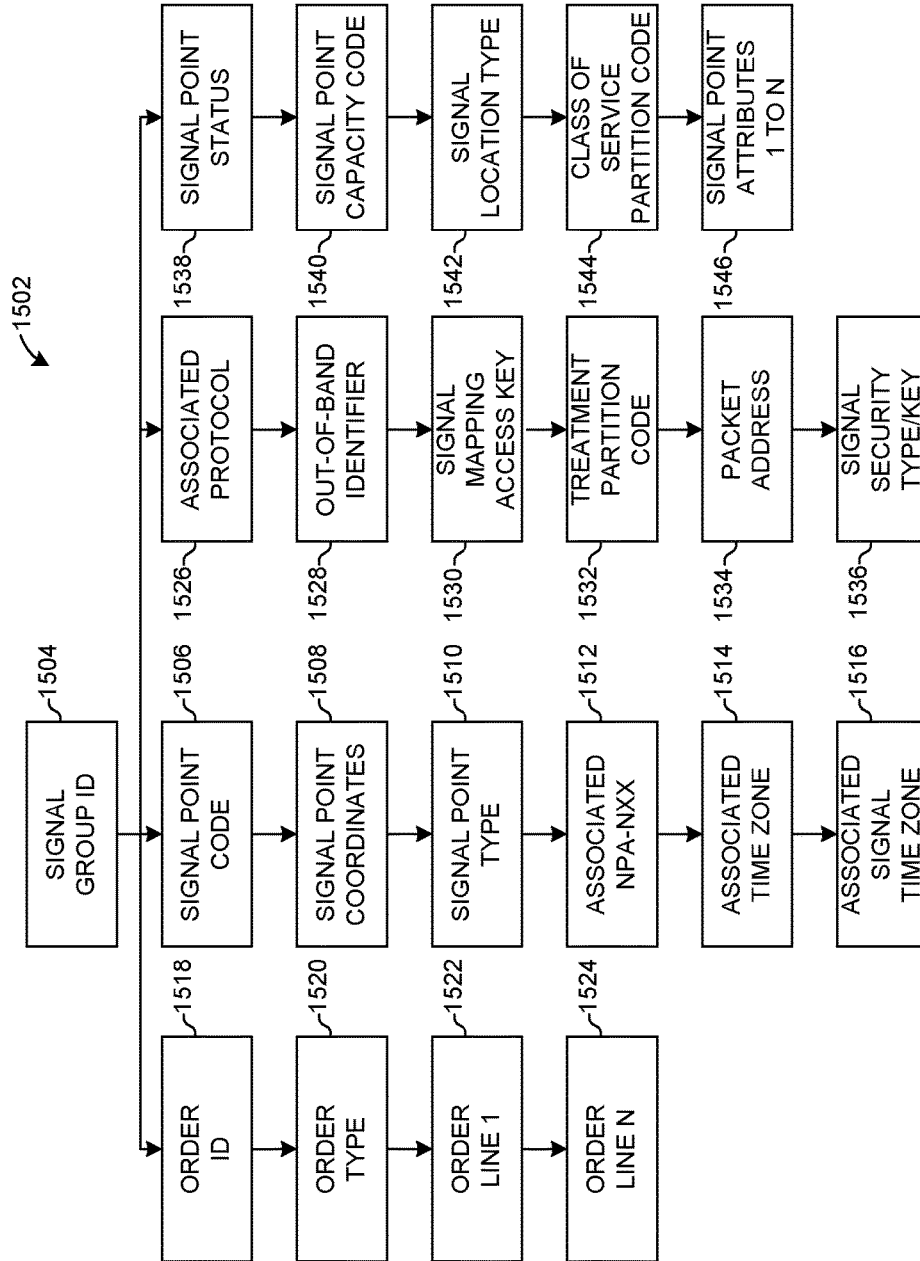 1502
1504
SIGNAL
GROUP ID
1518
ORDER
ID
1520
ORDER
TYPE
1522
ORDER
LINE 1
1524
ORDER
LINE N
1506
SIGNAL POINT
CODE
1508
SIGNAL POINT
COORDINATES
1510
SIGNAL POINT
TYPE
1512
ASSOCIATED
NPA-NXX
1514
ASSOCIATED
TIME ZONE
1516
ASSOCIATED
SIGNAL
TIME ZONE
1526
ASSOCIATED
PROTOCOL
1528
OUT-OF-BAND
IDENTIFIER
1530
SIGNAL
MAPPING
ACCESS KEY
1532
TREATMENT
PARTITION
CODE
1534
PACKET
ADDRESS
1536
SIGNAL
SECURITY
TYPE/KEY
1538
SIGNAL POINT
STATUS
1540
SIGNAL POINT
CAPACITY CODE
1542
SIGNAL
LOCATION TYPE
1544
CLASS OF
SERVICE
PARTITION CODE
1546
SIGNAL POINT
ATTRIBUTES
1 TO N